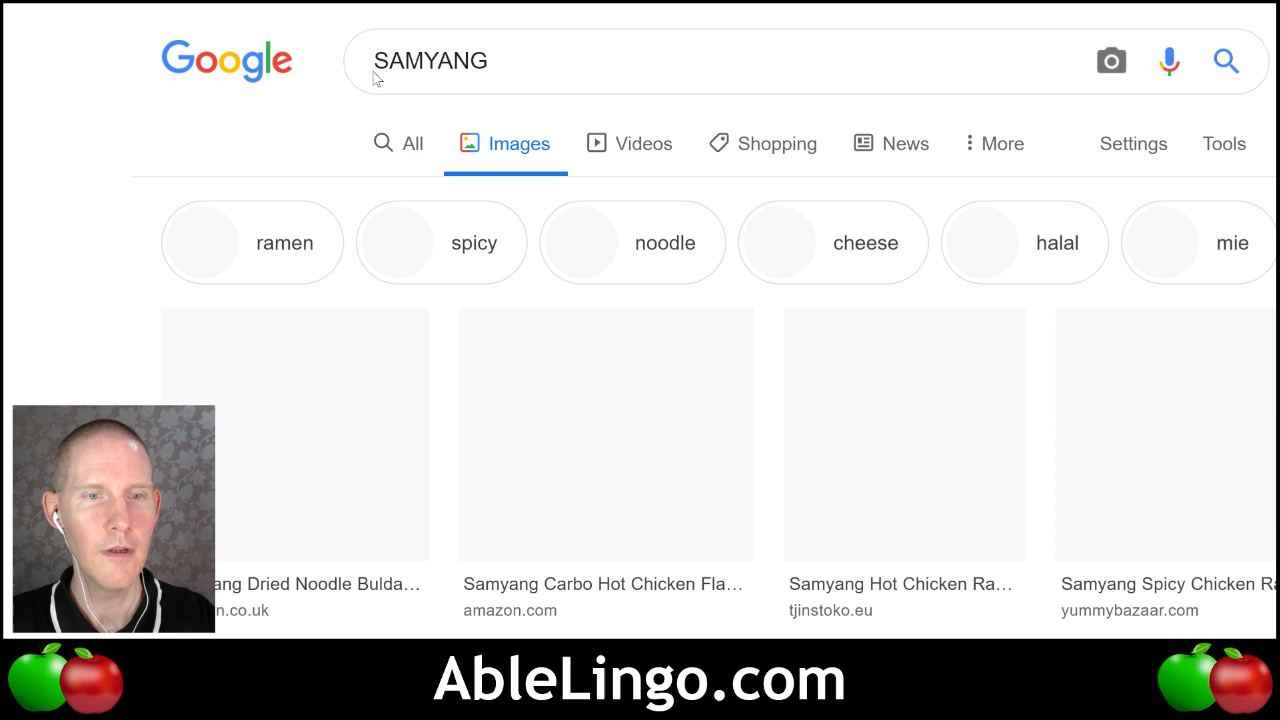 Google
SAMYANG
All Images Videos Shopping News More Settings Tools
ramen spicy noodle cheese halal mie
ang Dried Noodle Bulda… Samyang Carbo Hot Chicken Fla… Samyang Hot Chicken Ra… Samyang Spicy Chicken Ra
n.co.uk amazon.com tjinstoko.eu yummybazaar.com
AbleLingo.com